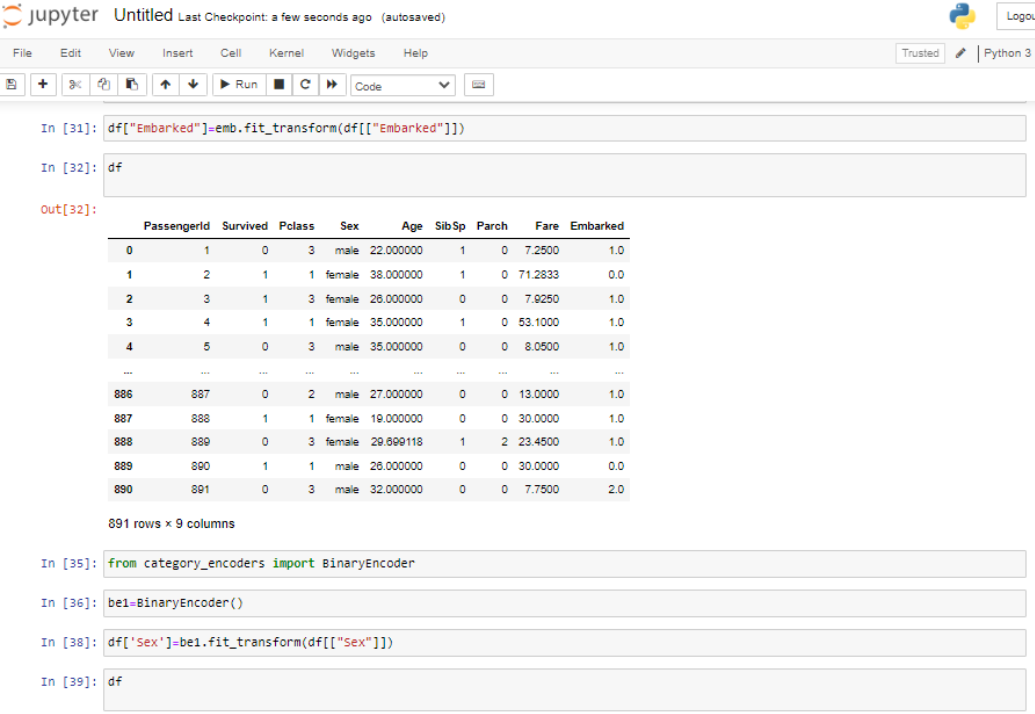 jupyter Untitled Last Checkpoint: a few seconds ago (autosaved)
Logou
File Edit View Insert Cell Kernel Widgets Help Trusted Python 3
Run Code
In [31]: df["Embarked"]=emb.fit_transform(df[["Embarked"]])
In [32]: df
Out[32]:
PassengerId Survived Pclass Sex Age SibSp Parch Fare Embarked
0 1 0 3 male 22.000000 1 0 7.2500 1.0
1 2 1 1 female 38.000000 1 0 71.2833 0.0
2 3 1 3 female 26.000000 0 0 7.9250 1.0
3 4 1 1 female 35.000000 1 0 53.1000 1.0
4 5 0 3 male 35.000000 0 0 8.0500 1.0
... ... ... ... ... ... ... ... ... ...
886 887 0 2 male 27.000000 0 0 13.0000 1.0
887 888 1 1 female 19.000000 0 0 30.0000 1.0
888 889 0 3 female 29.699118 1 2 23.4500 1.0
889 890 1 1 male 26.000000 0 0 30.0000 0.0
890 891 0 3 male 32.000000 0 0 7.7500 2.0
891 rows × 9 columns
In [35]: from category_encoders import BinaryEncoder
In [36]: be1=BinaryEncoder()
In [38]: df['Sex']=be1.fit_transform(df[["Sex"]])
In [39]: df